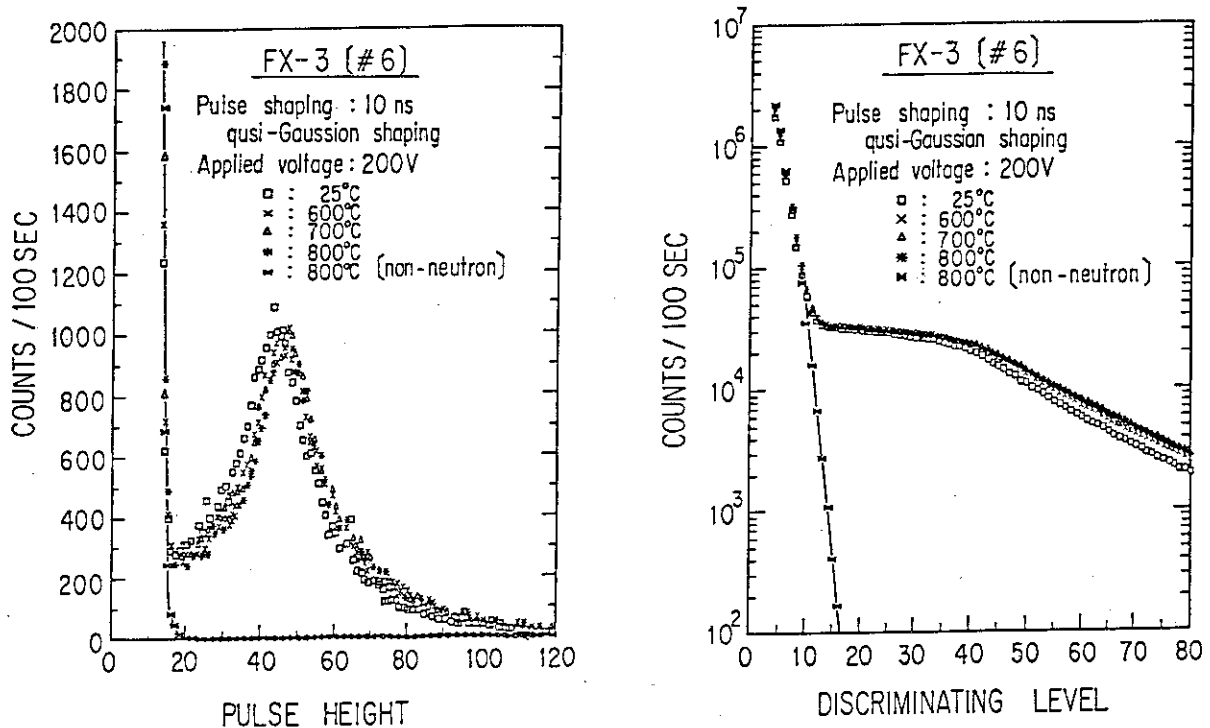 FX-3 (#6)
Pulse shaping : 10 ns
qusi-Gaussian shaping
Applied voltage : 200V
□ : 25°C
× : 600°C
△ : 700°C
* : 800°C
⧓ : 800°C (non-neutron)
COUNTS / 100 SEC
2000
1800
1600
1400
1200
1000
800
600
400
200
0
0 20 40 60 80 100 120
PULSE HEIGHT
FX-3 (#6)
Pulse shaping : 10 ns
qusi-Gaussian shaping
Applied voltage : 200V
□ : 25°C
× : 600°C
△ : 700°C
* : 800°C
⧓ : 800°C (non-neutron)
COUNTS / 100 SEC
10⁷
10⁶
10⁵
10⁴
10³
10²
0 10 20 30 40 50 60 70 80
DISCRIMINATING LEVEL